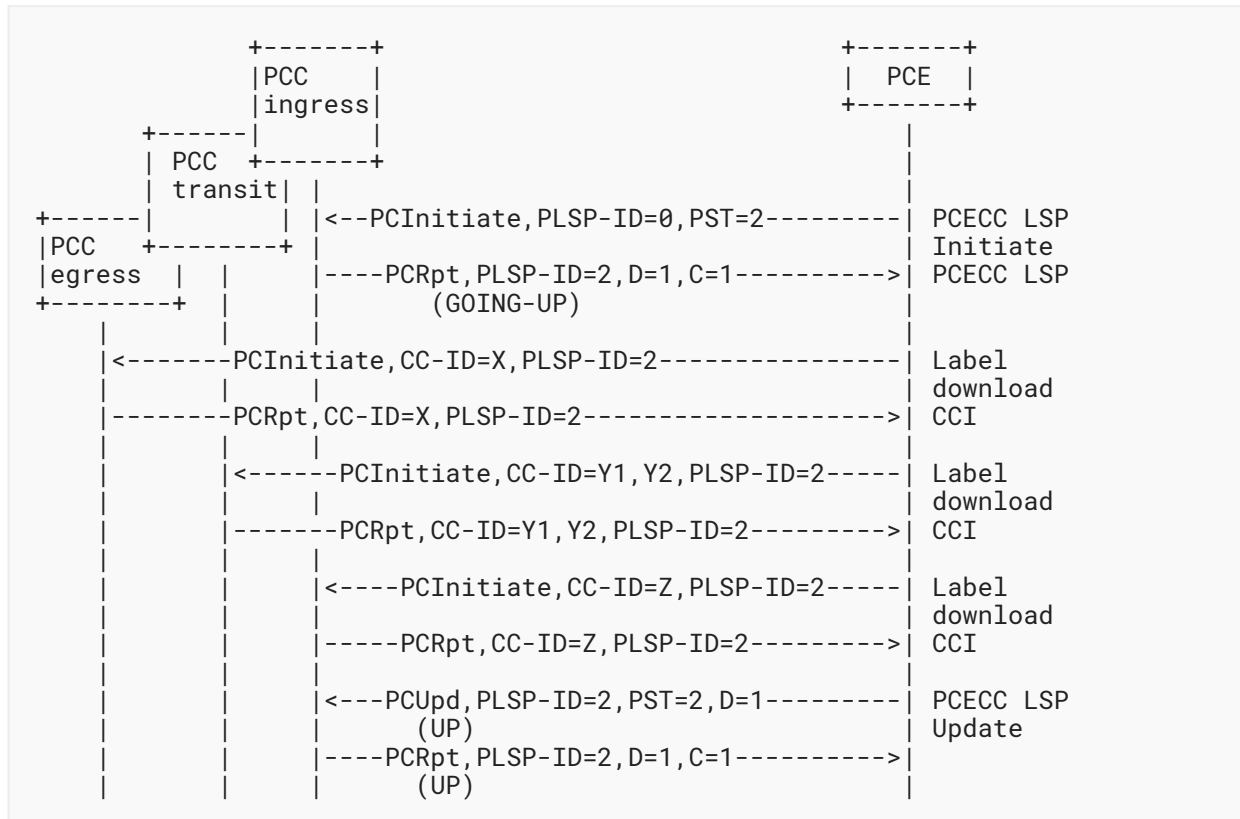 +-------+                               +-------+
                  |PCC    |                               |  PCE  |
                  |ingress|                               +-------+
           +------|       |                                   |
           | PCC  +-------+                                   |
           | transit| |                                       |
    +------|        | |<--PCInitiate,PLSP-ID=0,PST=2---------| PCECC LSP
    |PCC   +--------+ |                                       | Initiate
    |egress  |  |     |----PCRpt,PLSP-ID=2,D=1,C=1---------->| PCECC LSP
    +--------+  |     |       (GOING-UP)                      |
        |       |     |                                       |
        |<-------PCInitiate,CC-ID=X,PLSP-ID=2----------------| Label
        |       |     |                                       | download
        |--------PCRpt,CC-ID=X,PLSP-ID=2-------------------->| CCI
        |       |     |                                       |
        |       |<------PCInitiate,CC-ID=Y1,Y2,PLSP-ID=2-----| Label
        |       |     |                                       | download
        |       |-------PCRpt,CC-ID=Y1,Y2,PLSP-ID=2--------->| CCI
        |       |     |                                       |
        |       |     |<----PCInitiate,CC-ID=Z,PLSP-ID=2-----| Label
        |       |     |                                       | download
        |       |     |-----PCRpt,CC-ID=Z,PLSP-ID=2--------->| CCI
        |       |     |                                       |
        |       |     |<---PCUpd,PLSP-ID=2,PST=2,D=1---------| PCECC LSP
        |       |     |      (UP)                             | Update
        |       |     |----PCRpt,PLSP-ID=2,D=1,C=1---------->|
        |       |     |      (UP)                             |